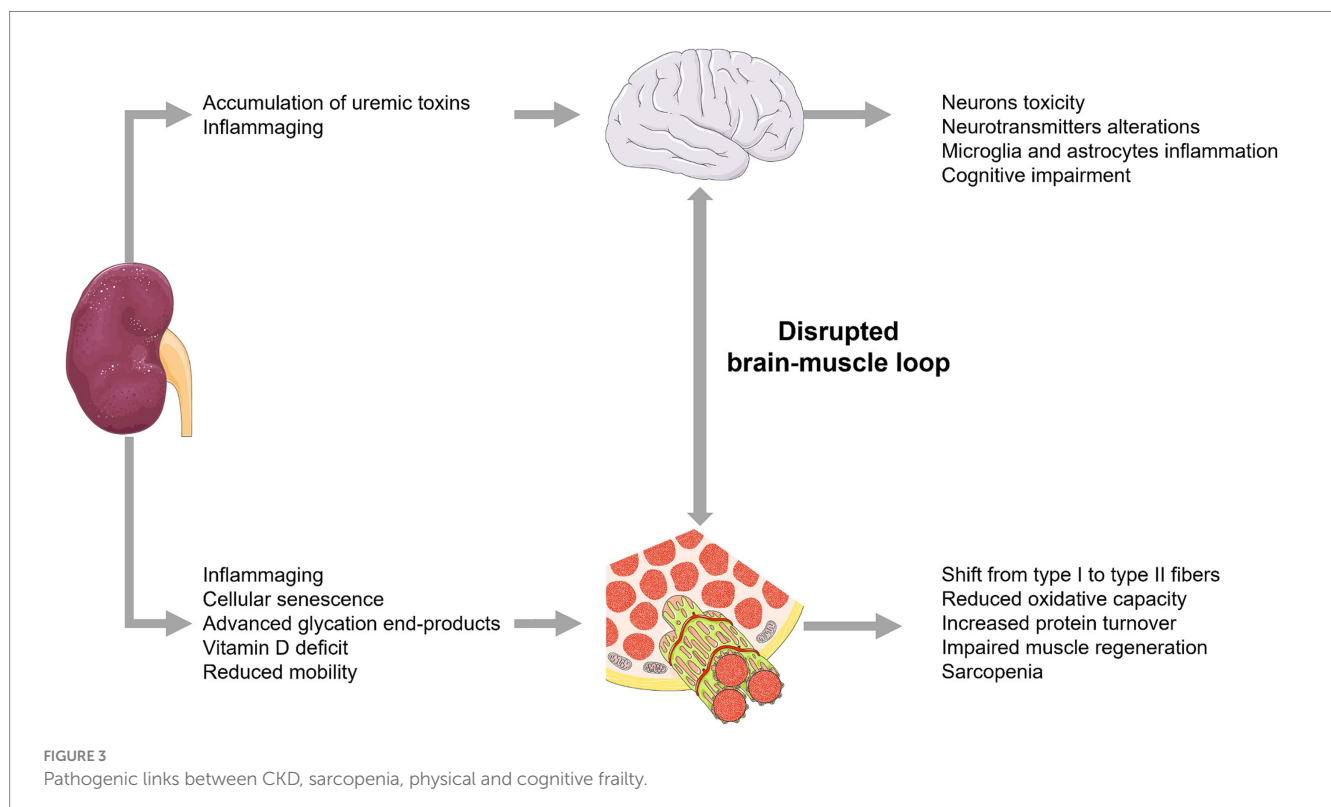 Accumulation of uremic toxins
Inflammaging
Neurons toxicity
Neurotransmitters alterations
Microglia and astrocytes inflammation
Cognitive impairment
Disrupted
brain-muscle loop
Inflammaging
Cellular senescence
Advanced glycation end-products
Vitamin D deficit
Reduced mobility
Shift from type I to type II fibers
Reduced oxidative capacity
Increased protein turnover
Impaired muscle regeneration
Sarcopenia
FIGURE 3
Pathogenic links between CKD, sarcopenia, physical and cognitive frailty.